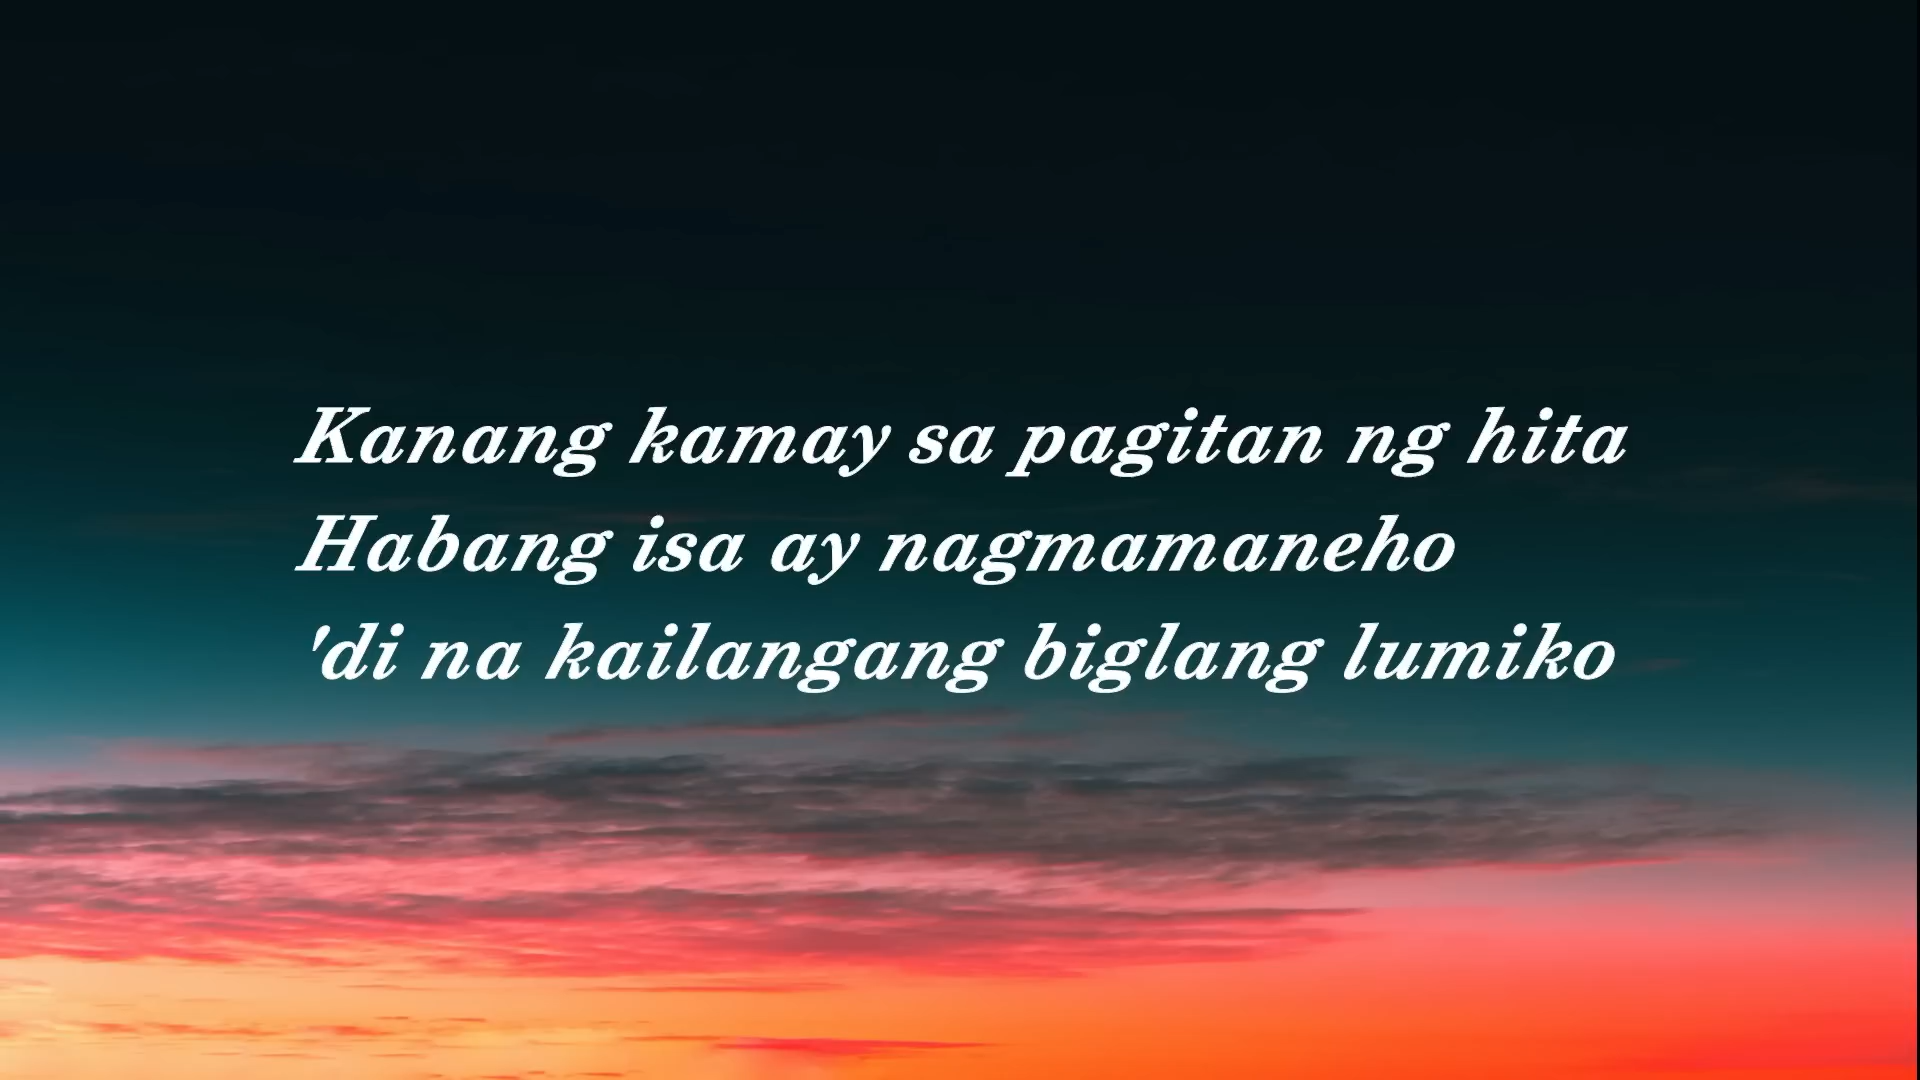 Kanang kamay sa pagitan ng hita
Habang isa ay nagmamaneho
'di na kailangang biglang lumiko